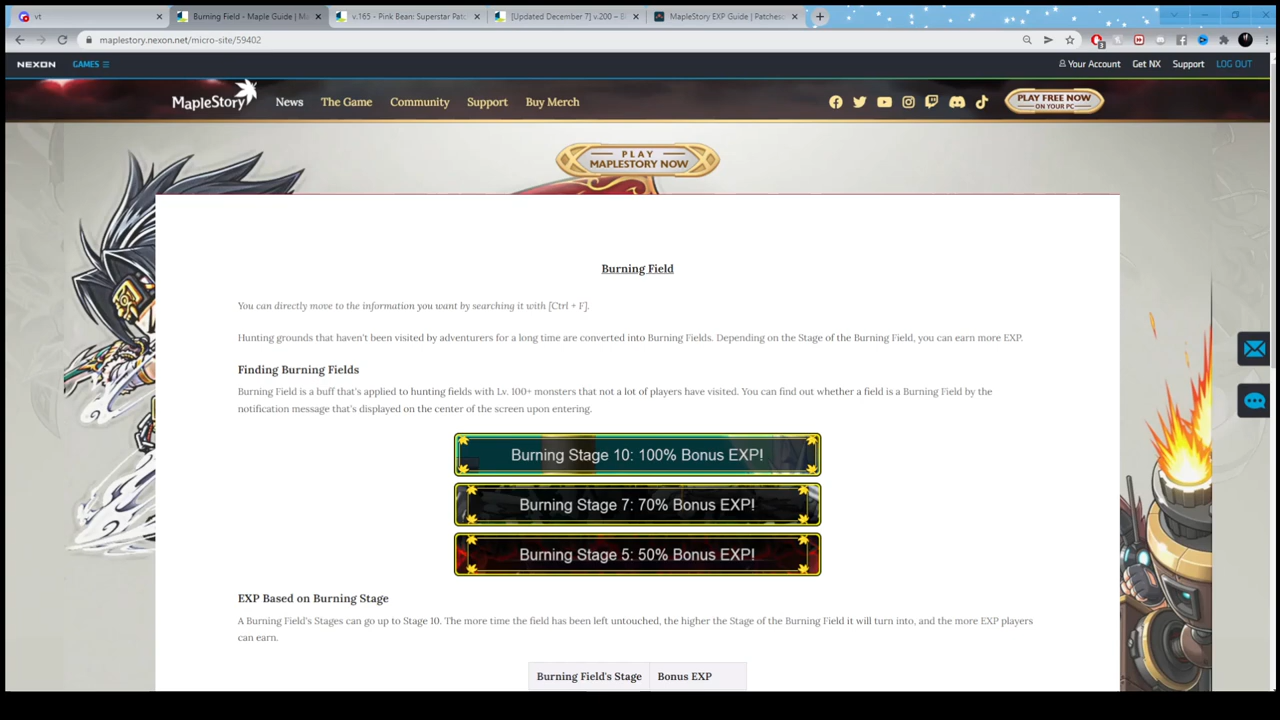 vt
Burning Field - Maple Guide | Ma
v.165 - Pink Bean: Superstar Patc
[Updated December 7] v.200 –
MapleStory EXP Guide | Patches
maplestory.nexon.net/micro-site/59402
3
NEXON GAMES Your Account Get NX Support LOG OUT
MapleStory News The Game Community Support Buy Merch PLAY FREE NOW
ON YOUR PC
PLAY
MAPLESTORY NOW
Burning Field
You can directly move to the information you want by searching it with [Ctrl + F].
Hunting grounds that haven't been visited by adventurers for a long time are converted into Burning Fields. Depending on the Stage of the Burning Field, you can earn more EXP.
Finding Burning Fields
Burning Field is a buff that's applied to hunting fields with Lv. 100+ monsters that not a lot of players have visited. You can find out whether a field is a Burning Field by the
notification message that's displayed on the center of the screen upon entering.
Burning Stage 10: 100% Bonus EXP!
Burning Stage 7: 70% Bonus EXP!
Burning Stage 5: 50% Bonus EXP!
EXP Based on Burning Stage
A Burning Field's Stages can go up to Stage 10. The more time the field has been left untouched, the higher the Stage of the Burning Field it will turn into, and the more EXP players
can earn.
Burning Field's Stage Bonus EXP